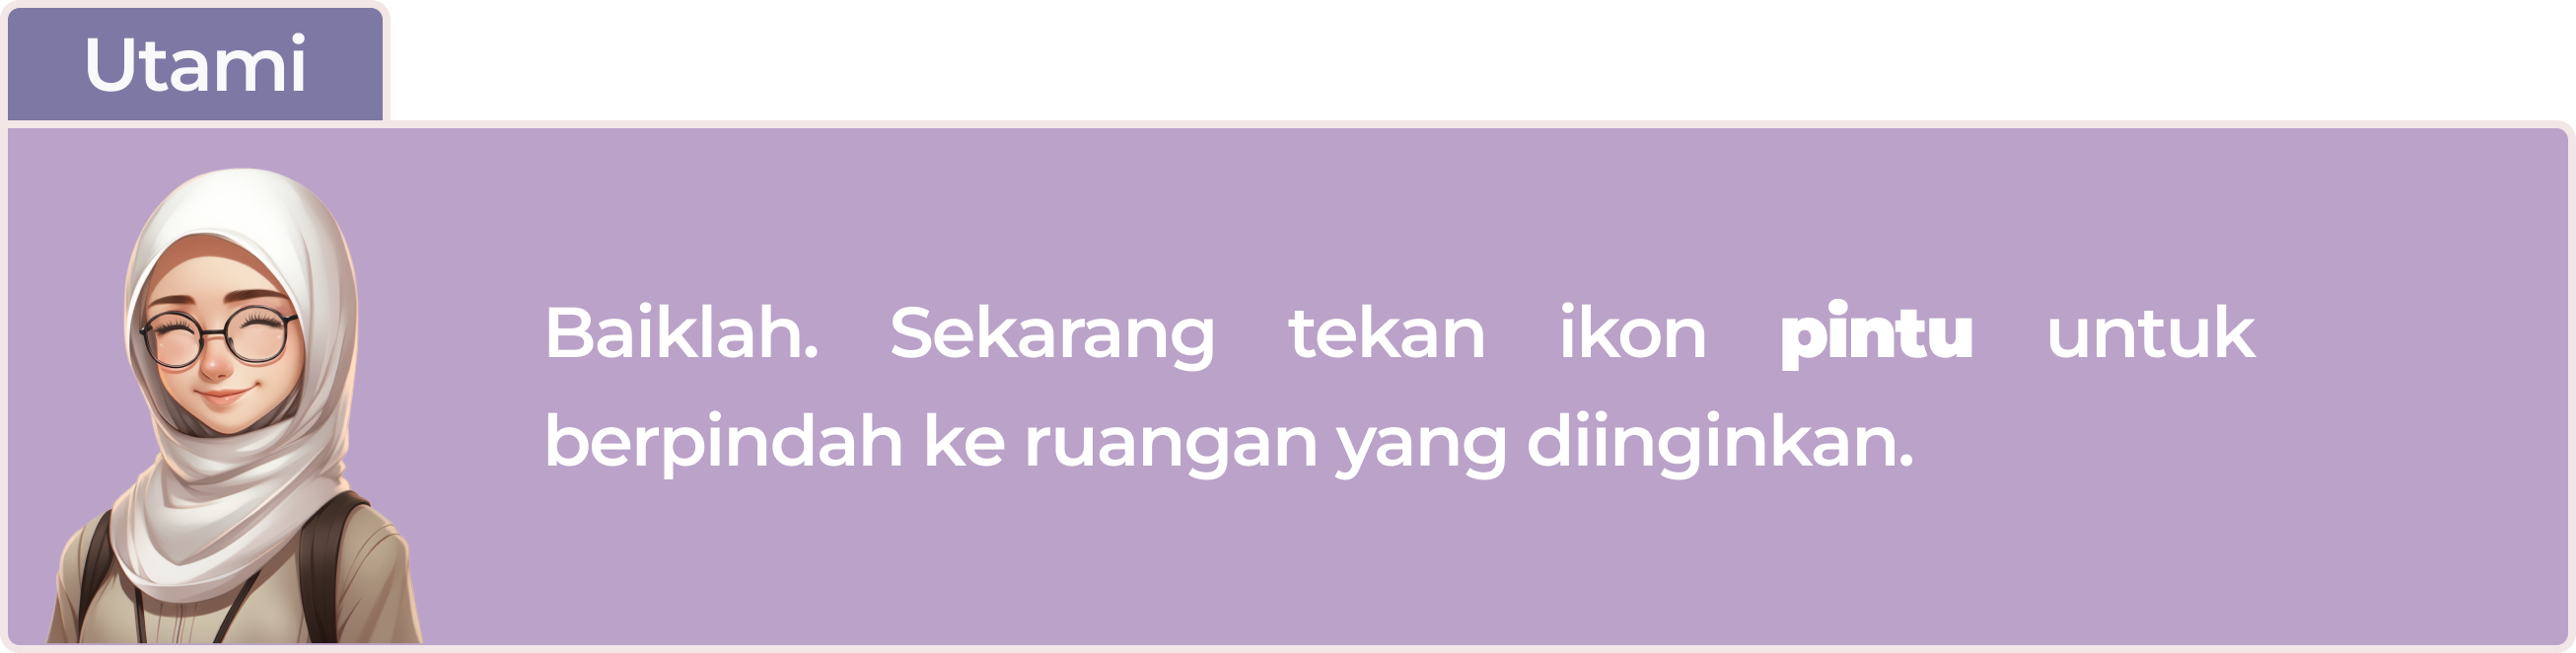 Utami
Baiklah. Sekarang tekan ikon pintu untuk
berpindah ke ruangan yang diinginkan.